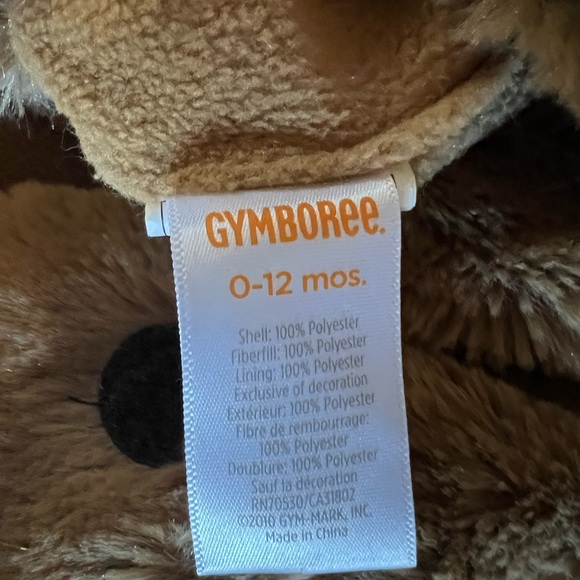 GYMBOREE.
0-12 mos.
Shell: 100% Polyester
Fiberfill: 100% Polyester
Lining: 100% Polyester
Exclusive of decoration
Extérieur: 100% Polyester
Fibre de rembourrage:
100% Polyester
Doublure: 100% Polyester
Sauf la décoration
RN70530/CA31802
©2010 GYM-MARK, INC.
Made in China